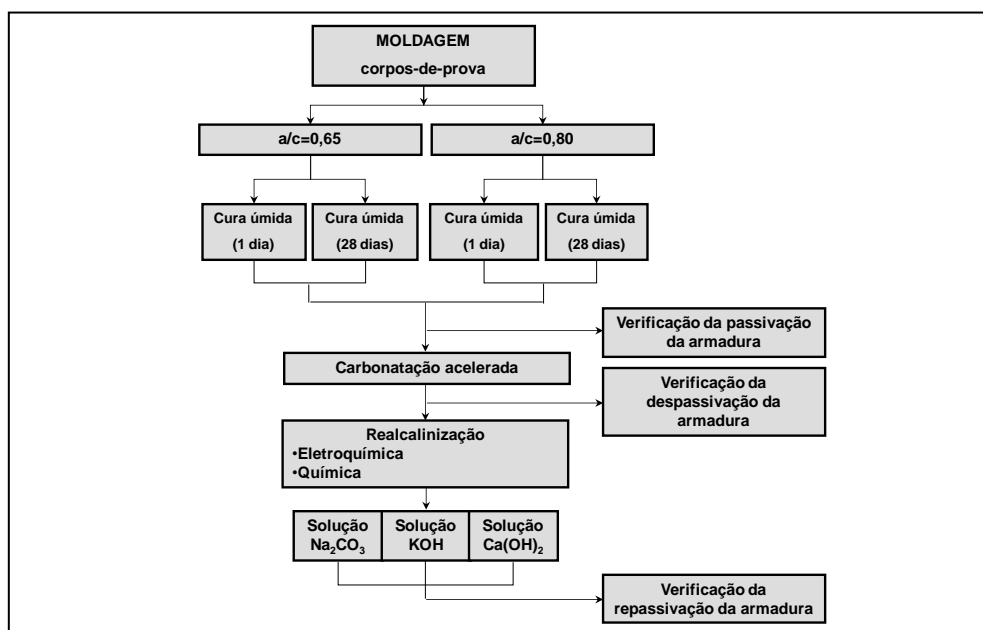 MOLDAGEM
corpos-de-prova
a/c=0,65
a/c=0,80
Cura úmida
(1 dia)
Cura úmida
(28 dias)
Cura úmida
(1 dia)
Cura úmida
(28 dias)
Verificação da passivação
da armadura
Carbonatação acelerada
Verificação da
despassivação da
armadura
Realcalinização
•Eletroquímica
•Química
Solução
Na₂CO₃
Solução
KOH
Solução
Ca(OH)₂
Verificação da
repassivação da armadura